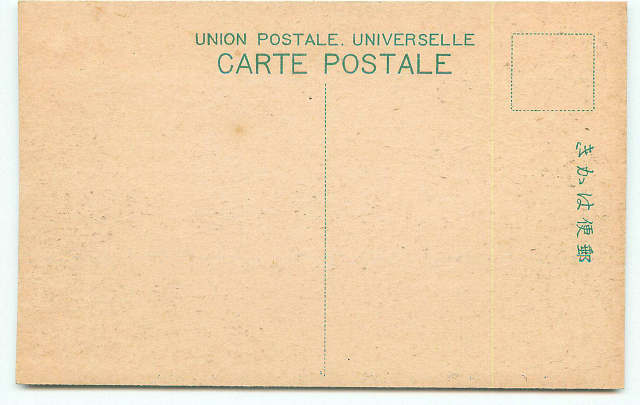 UNION POSTALE. UNIVERSELLE
CARTE POSTALE
郵便はかき